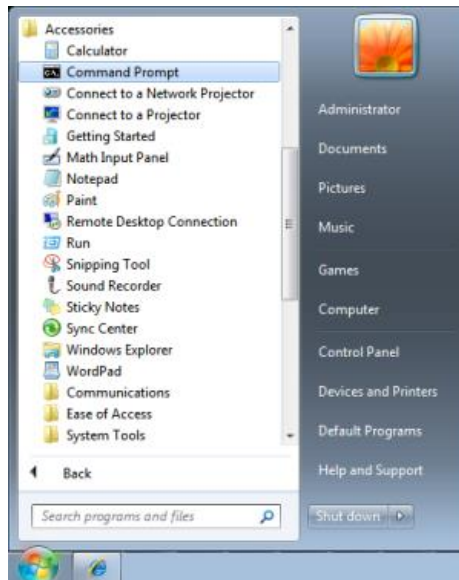 Accessories
Calculator
Command Prompt
Connect to a Network Projector
Connect to a Projector
Getting Started
Math Input Panel
Notepad
Paint
Remote Desktop Connection
Run
Snipping Tool
Sound Recorder
Sticky Notes
Sync Center
Windows Explorer
WordPad
Communications
Ease of Access
System Tools
Back
Search programs and files
Administrator
Documents
Pictures
Music
Games
Computer
Control Panel
Devices and Printers
Default Programs
Help and Support
Shut down